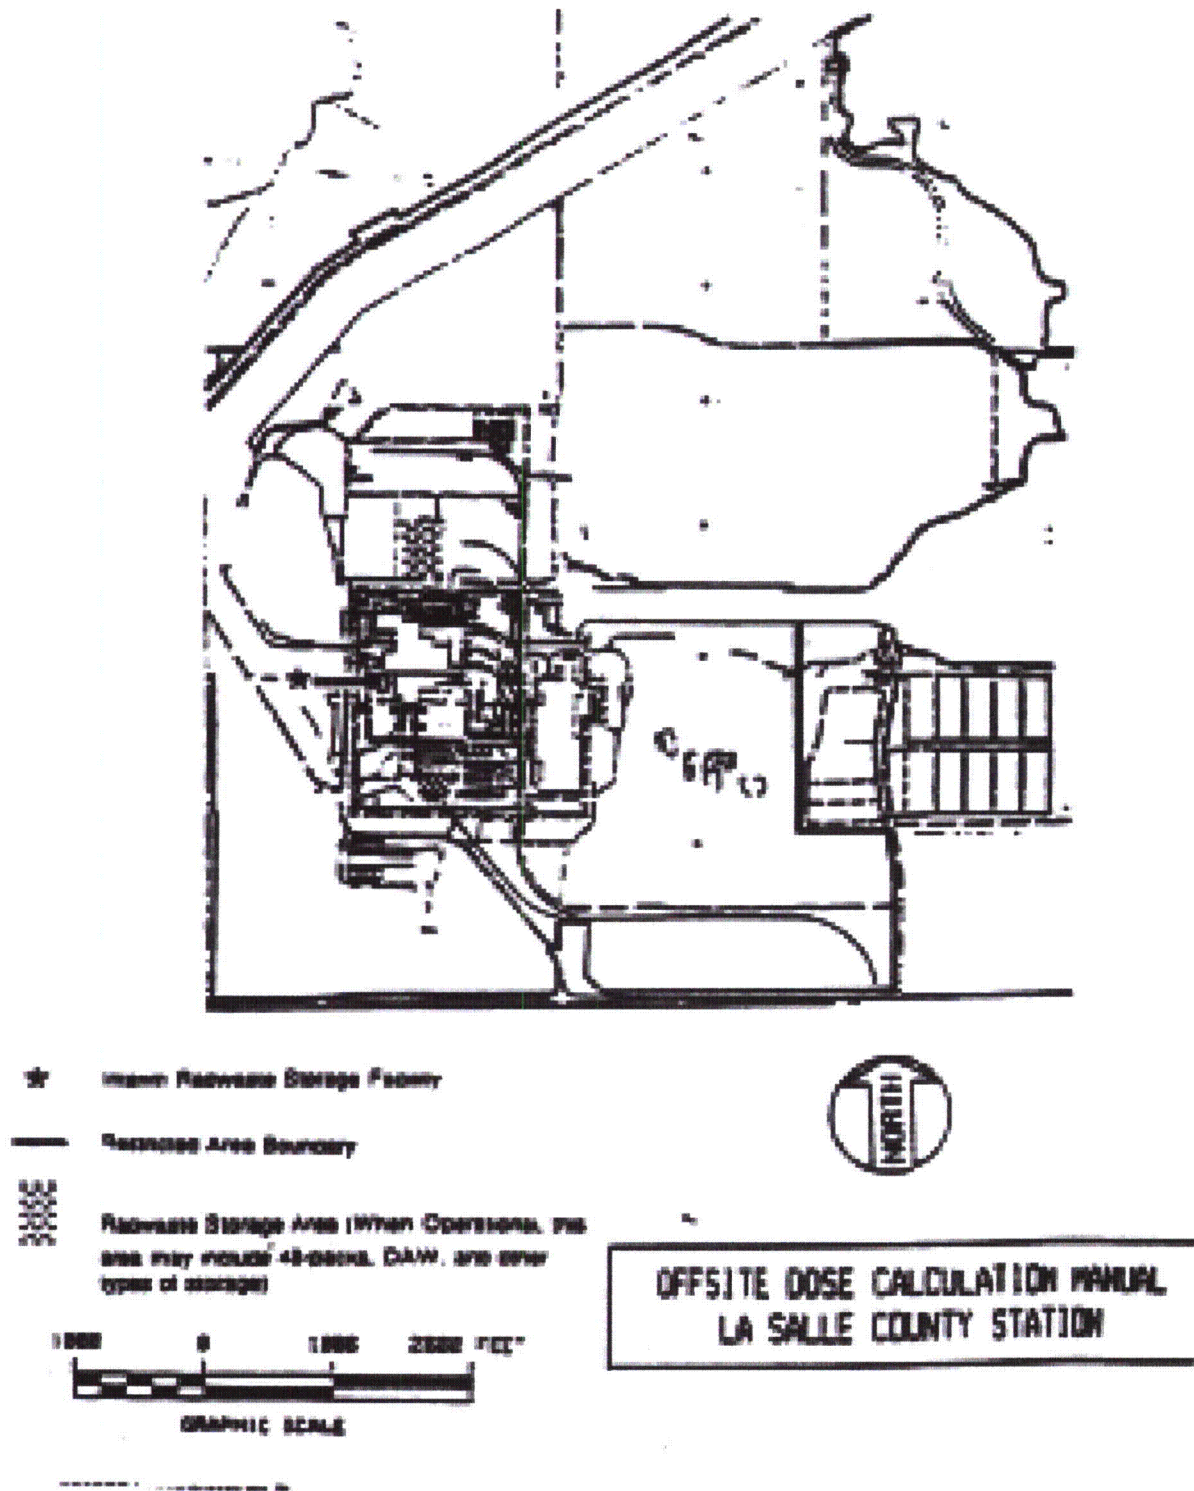 Radwaste Storage Facility
Restricted Area Boundary
NORTH
Radwaste Storage Area (When Operational, this
area may include 48-packs, DAW, and other
types of storage)
OFFSITE DOSE CALCULATION MANUAL
LA SALLE COUNTY STATION
1000 0 1000 2000 FEET
GRAPHIC SCALE